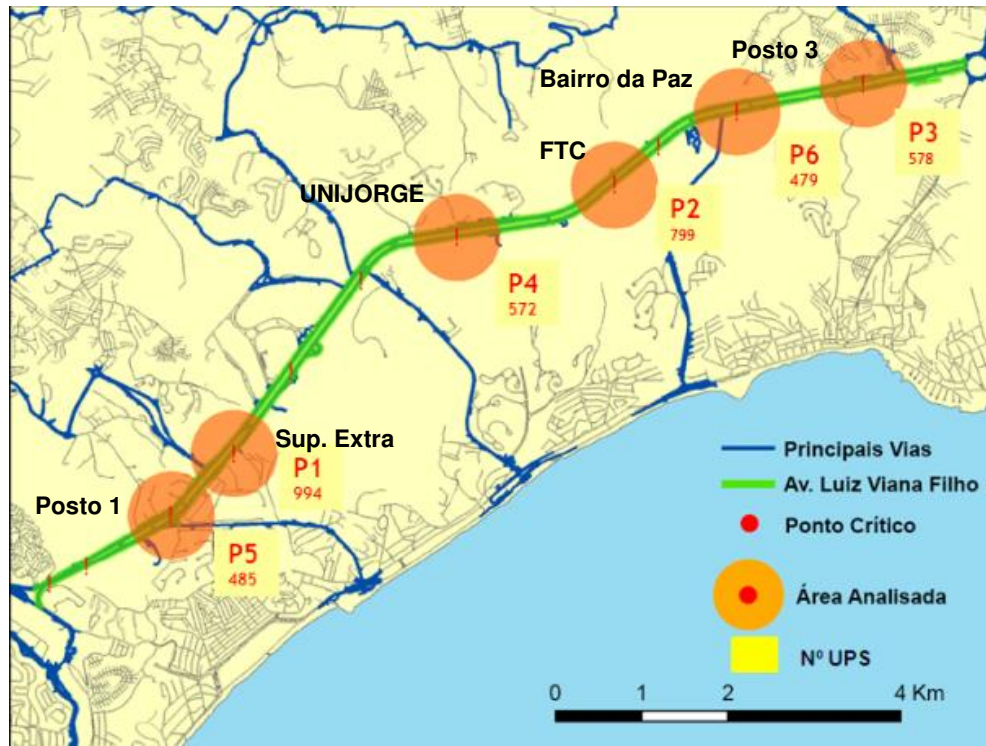 Posto 3
Bairro da Paz
P3
578
FTC
P6
479
UNIJORGE
P2
799
P4
572
Sup. Extra
P1
994
Posto 1
P5
485
Principais Vias
Av. Luiz Viana Filho
Ponto Crítico
Área Analisada
Nº UPS
0 1 2 4 Km